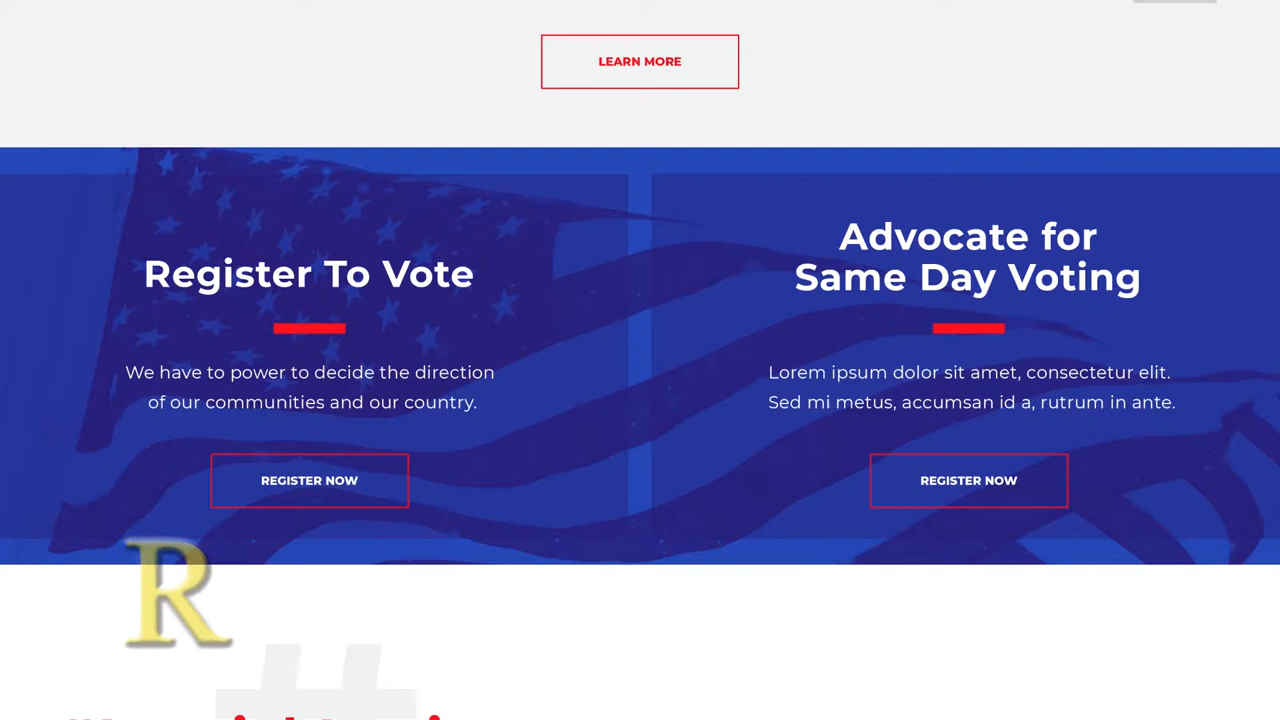 LEARN MORE
Register To Vote
We have to power to decide the direction
of our communities and our country.
REGISTER NOW
Advocate for
Same Day Voting
Lorem ipsum dolor sit amet, consectetur elit.
Sed mi metus, accumsan id a, rutrum in ante.
REGISTER NOW
R
#